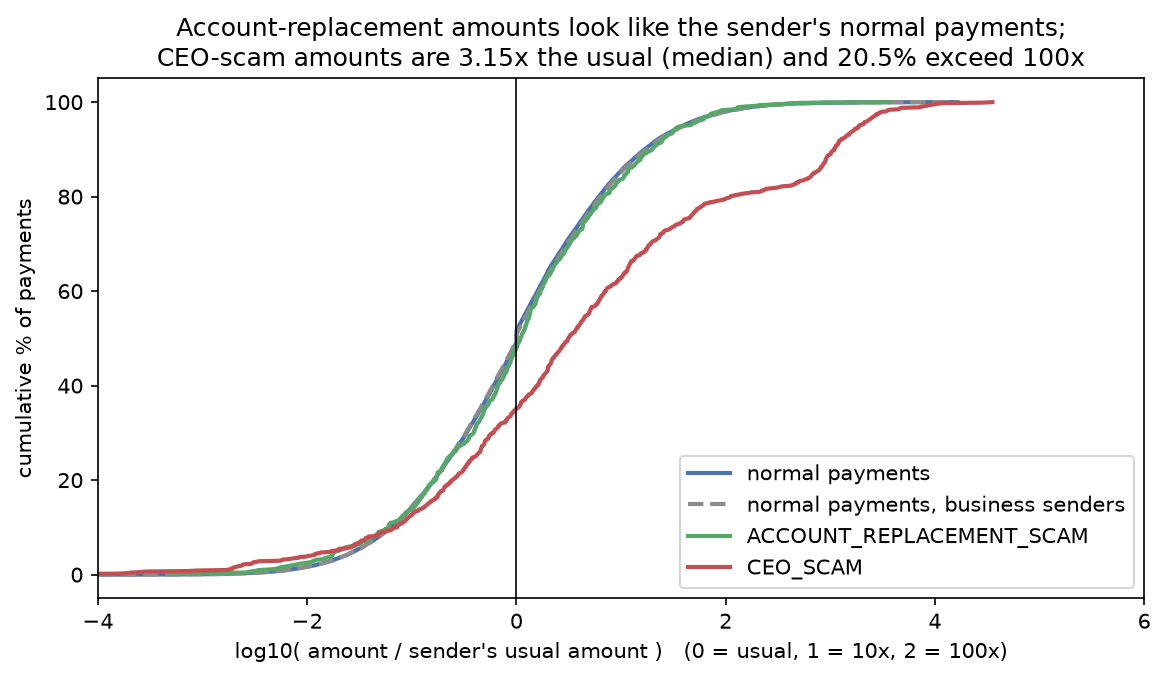 Account-replacement amounts look like the sender's normal payments;
CEO-scam amounts are 3.15x the usual (median) and 20.5% exceed 100x
cumulative % of payments
100
80
60
40
20
0
normal payments
normal payments, business senders
ACCOUNT_REPLACEMENT_SCAM
CEO_SCAM
−4
−2
0
2
4
6
log10( amount / sender's usual amount )   (0 = usual, 1 = 10x, 2 = 100x)